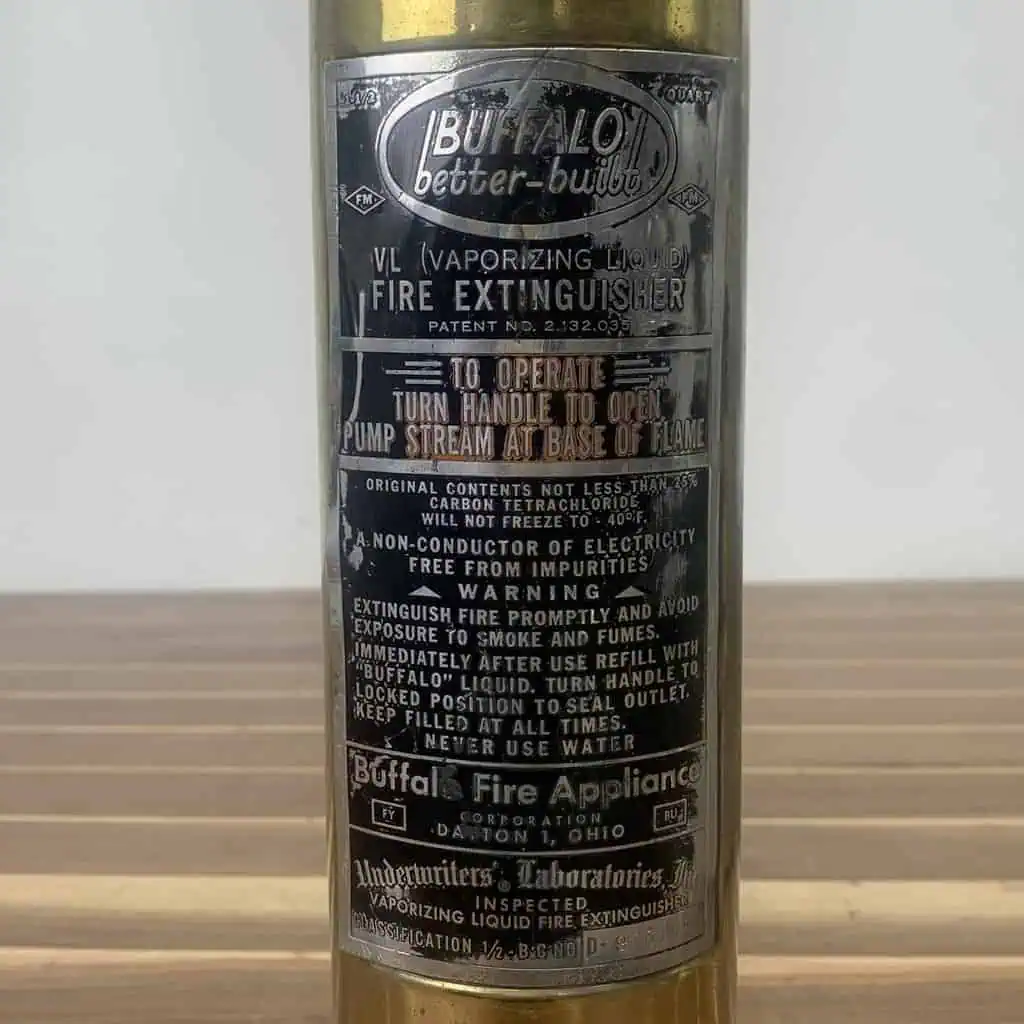 1 1/2 QUART
BUFFALO
better-built
FM FM
VL (VAPORIZING LIQUID)
FIRE EXTINGUISHER
PATENT NO. 2.132.035
TO OPERATE
TURN HANDLE TO OPEN
PUMP STREAM AT BASE OF FLAME
ORIGINAL CONTENTS NOT LESS THAN 25%
CARBON TETRACHLORIDE
WILL NOT FREEZE TO - 40°F.
A NON-CONDUCTOR OF ELECTRICITY
FREE FROM IMPURITIES
WARNING
EXTINGUISH FIRE PROMPTLY AND AVOID
EXPOSURE TO SMOKE AND FUMES.
IMMEDIATELY AFTER USE REFILL WITH
"BUFFALO" LIQUID. TURN HANDLE TO
LOCKED POSITION TO SEAL OUTLET.
KEEP FILLED AT ALL TIMES.
NEVER USE WATER
Buffalo Fire Appliance
FY CORPORATION BU
DAYTON 1, OHIO
Underwriters' Laboratories, Inc.
INSPECTED
VAPORIZING LIQUID FIRE EXTINGUISHER
CLASSIFICATION 1/2-B:C NO D-